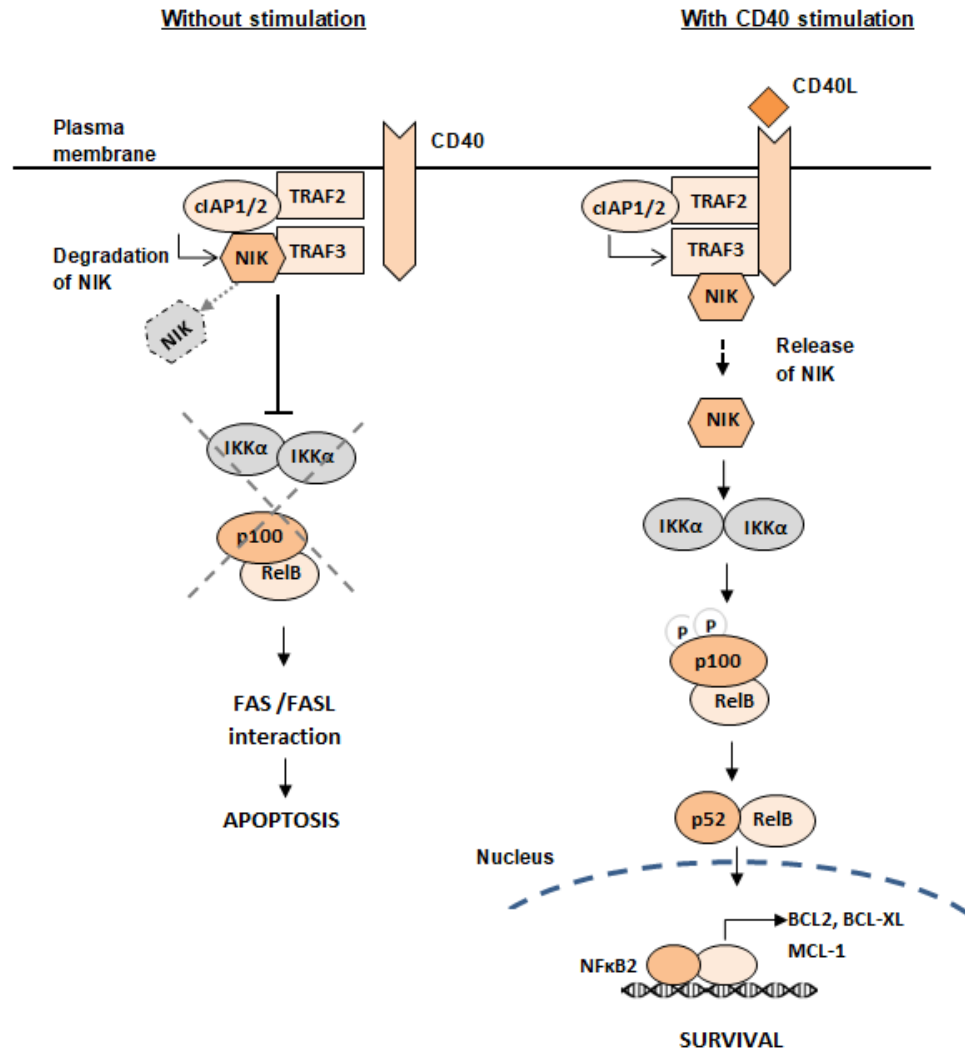 Without stimulation
With CD40 stimulation
Plasma
membrane
CD40
cIAP1/2
TRAF2
TRAF3
NIK
Degradation
of NIK
NIK
IKKα
IKKα
p100
RelB
FAS /FASL
interaction
APOPTOSIS
CD40L
cIAP1/2
TRAF2
TRAF3
NIK
Release
of NIK
NIK
IKKα
IKKα
P
P
p100
RelB
p52
RelB
Nucleus
BCL2, BCL-XL
MCL-1
NFκB2
SURVIVAL